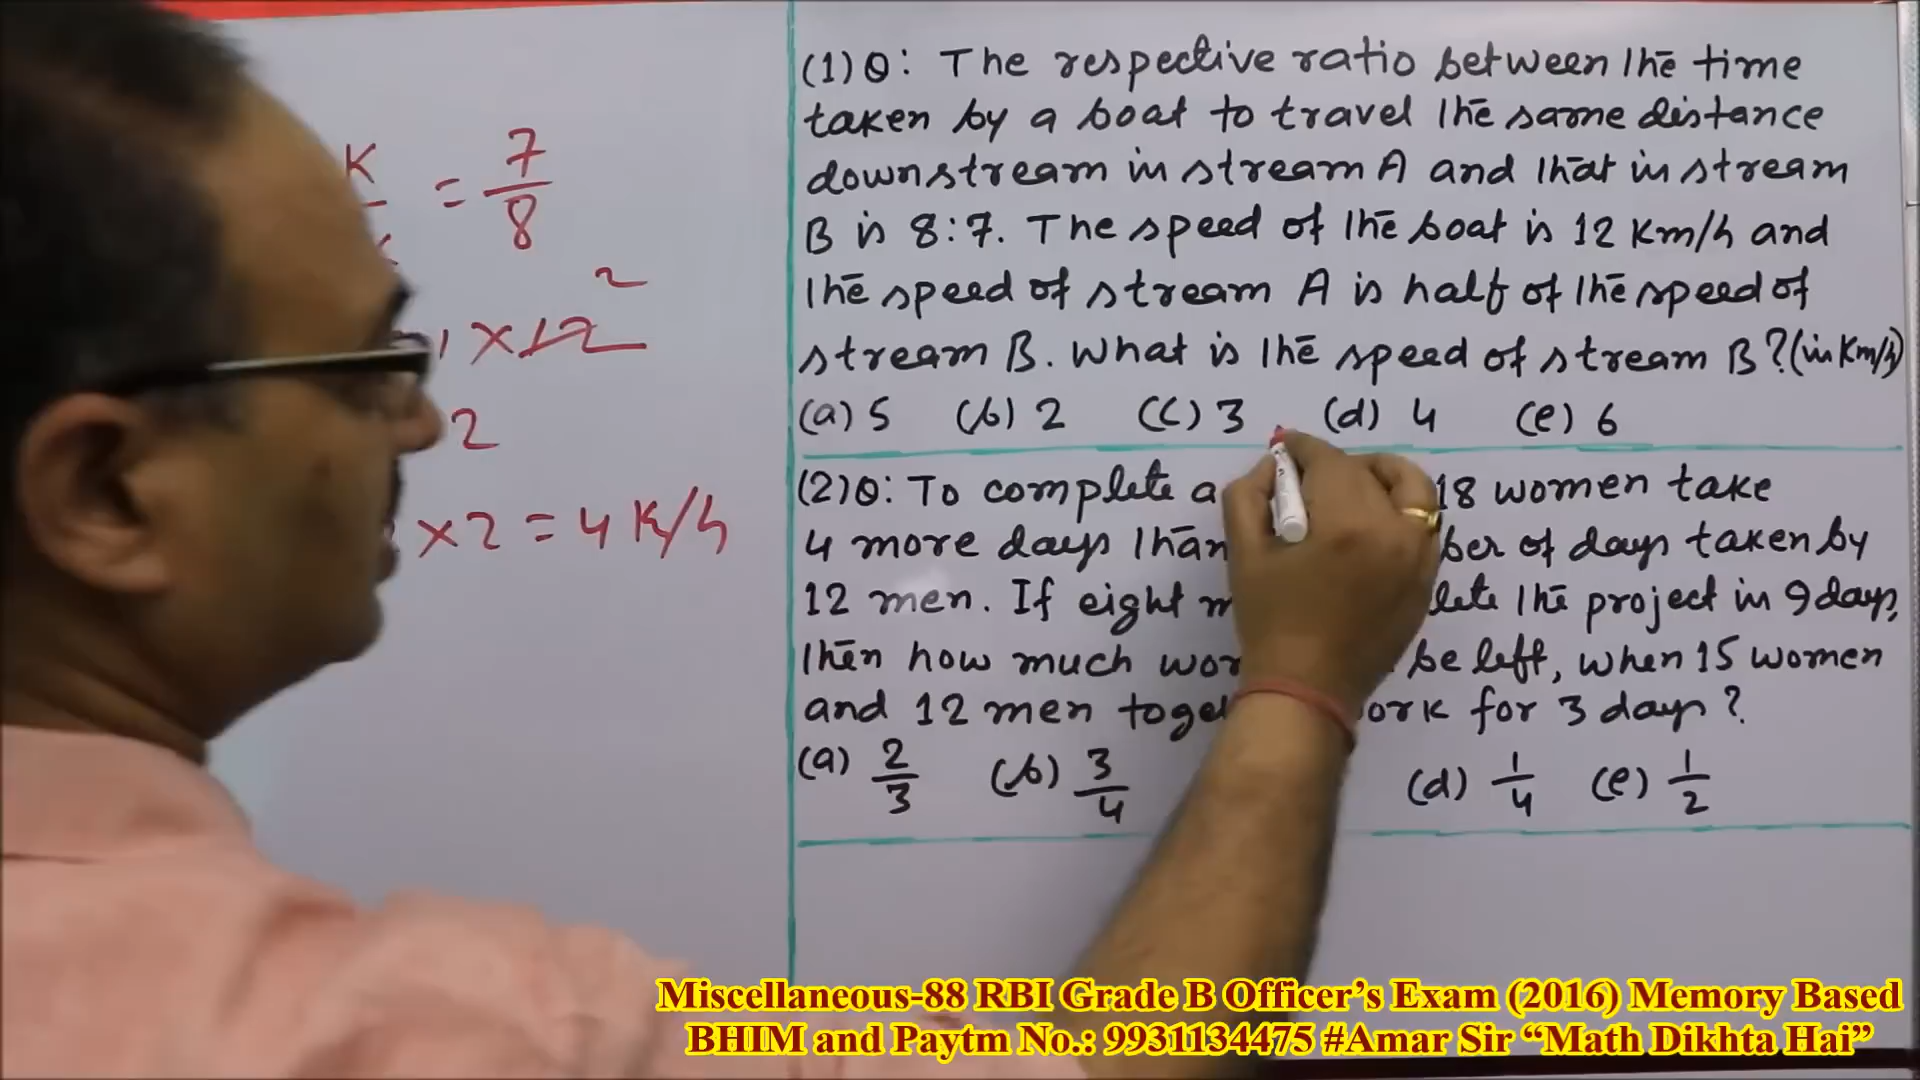 K = 7/8
2
1 × 12
2
× 2 = 4 K/h
(1) Q: The respective ratio between the time
taken by a boat to travel the same distance
downstream in stream A and that in stream
B is 8:7. The speed of the boat is 12 Km/h and
the speed of stream A is half of the speed of
stream B. What is the speed of stream B? (in Km/h)
(a) 5 (b) 2 (c) 3 (d) 4 (e) 6
(2) Q: To complete a 18 women take
4 more days than of days taken by
12 men. If eight the project in 9 days,
then how much be left, when 15 women
and 12 men for 3 days?
(a) 2/3 (b) 3/4 (d) 1/4 (e) 1/2
Miscellaneous-88 RBI Grade B Officer's Exam (2016) Memory Based
BHIM and Paytm No.: 9931134475 #Amar Sir "Math Dikhta Hai"